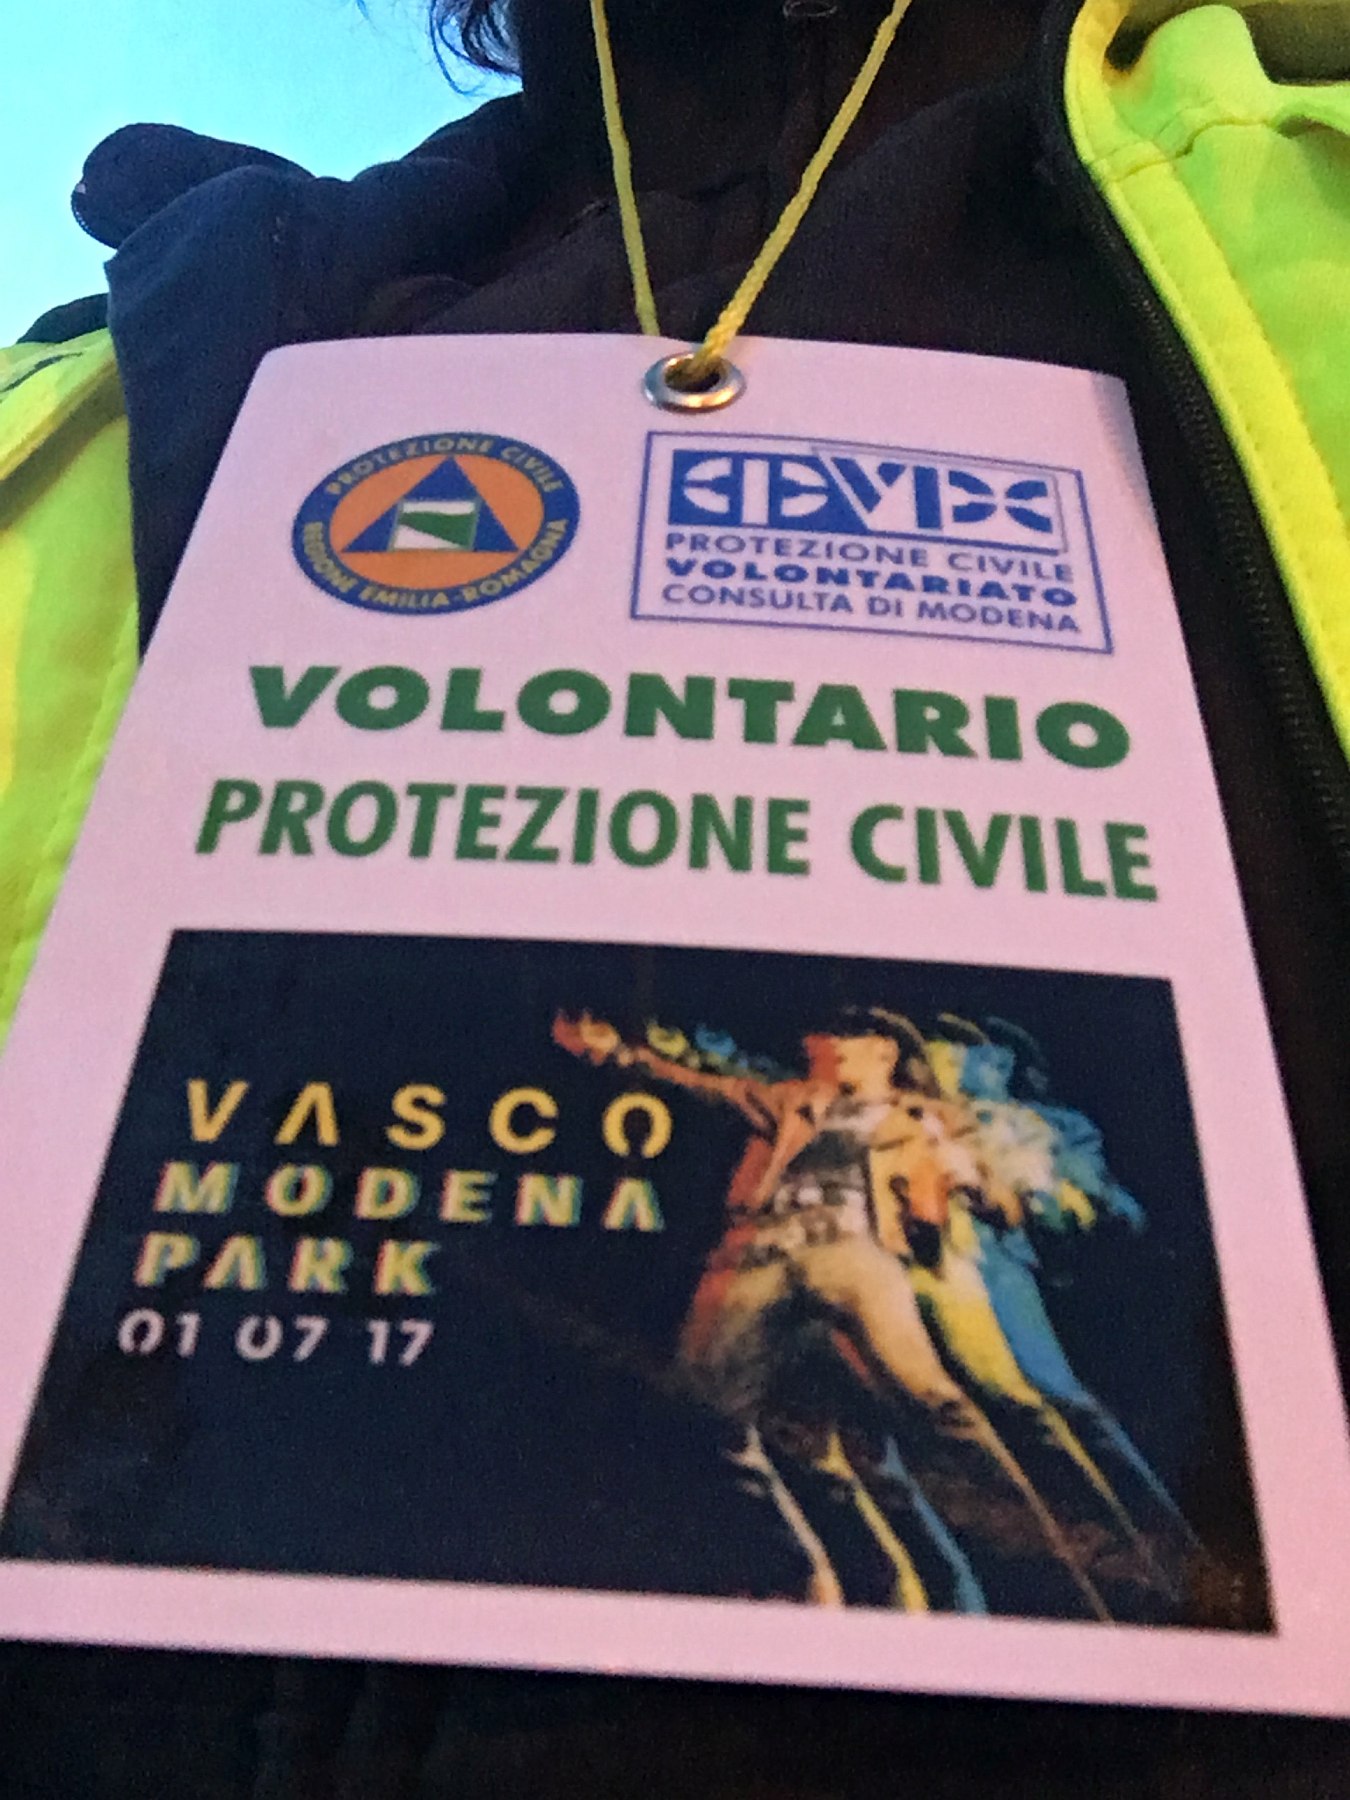 PROTEZIONE CIVILE
REGIONE EMILIA-ROMAGNA
PROTEZIONE CIVILE
VOLONTARIATO
CONSULTA DI MODENA
VOLONTARIO
PROTEZIONE CIVILE
VASCO
MODENA
PARK
01 07 17